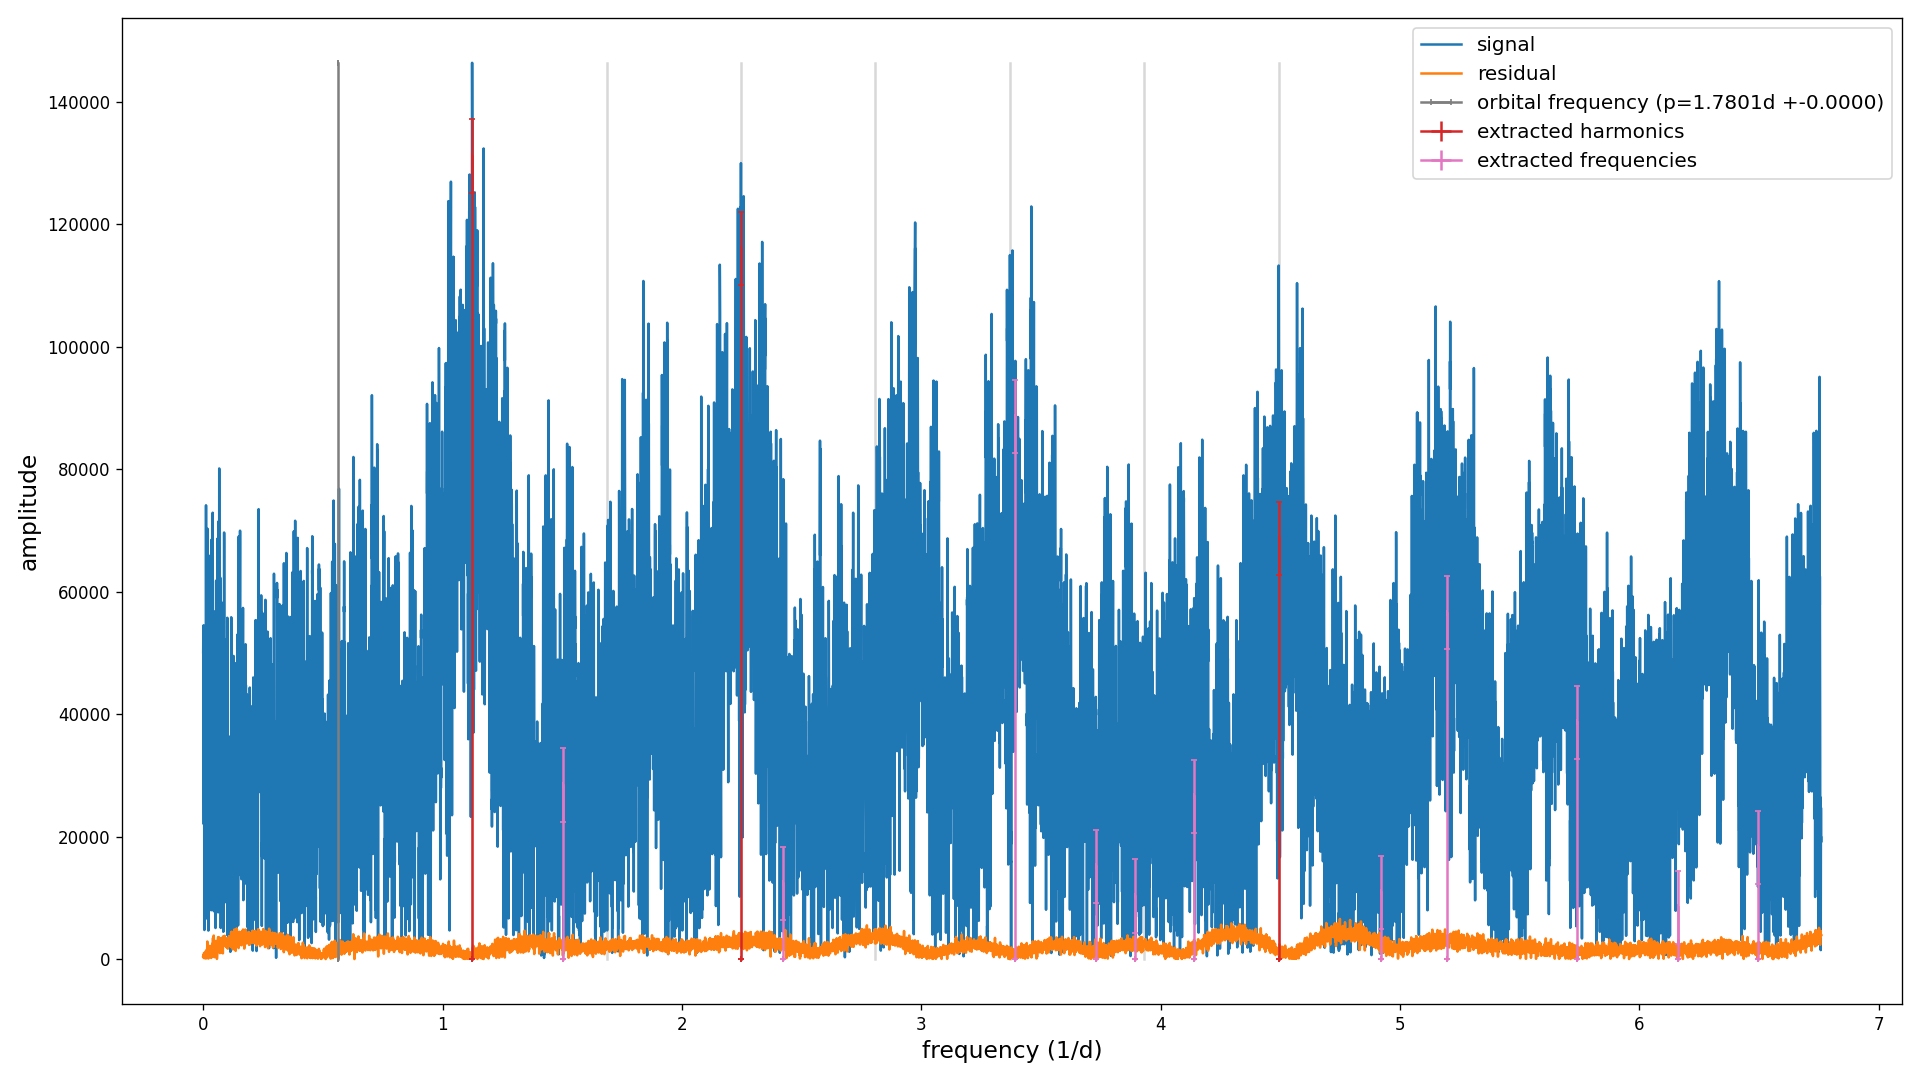 signal
residual
orbital frequency (p=1.7801d +-0.0000)
extracted harmonics
extracted frequencies
140000
120000
100000
80000
60000
40000
20000
0
amplitude
0 1 2 3 4 5 6 7
frequency (1/d)